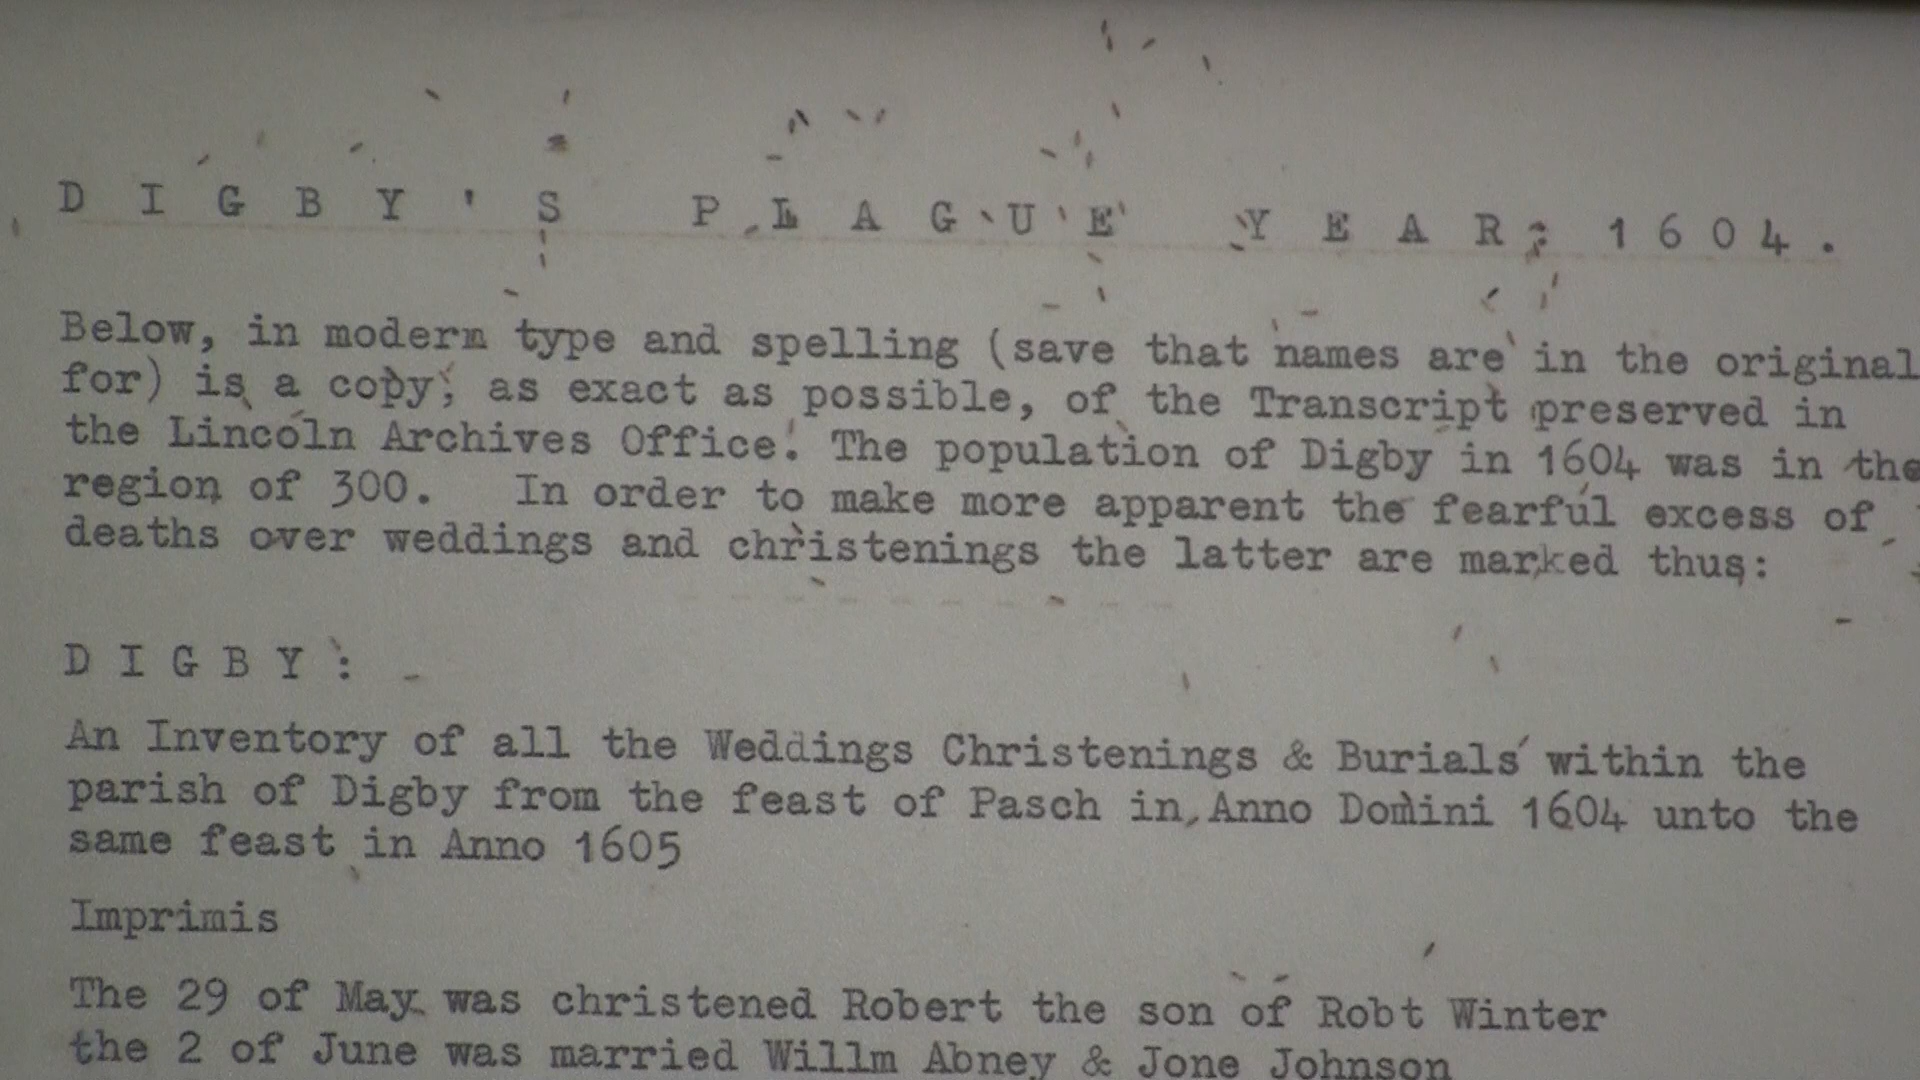 DIGBY'S PLAGUE YEAR: 1604.
Below, in modern type and spelling (save that names are in the original
for) is a copy, as exact as possible, of the Transcript preserved in
the Lincoln Archives Office. The population of Digby in 1604 was in the
region of 300. In order to make more apparent the fearful excess of
deaths over weddings and christenings the latter are marked thus:
DIGBY:
An Inventory of all the Weddings Christenings & Burials within the
parish of Digby from the feast of Pasch in Anno Domini 1604 unto the
same feast in Anno 1605
Imprimis
The 29 of May was christened Robert the son of Robt Winter
the 2 of June was married Willm Abney & Jone Johnson